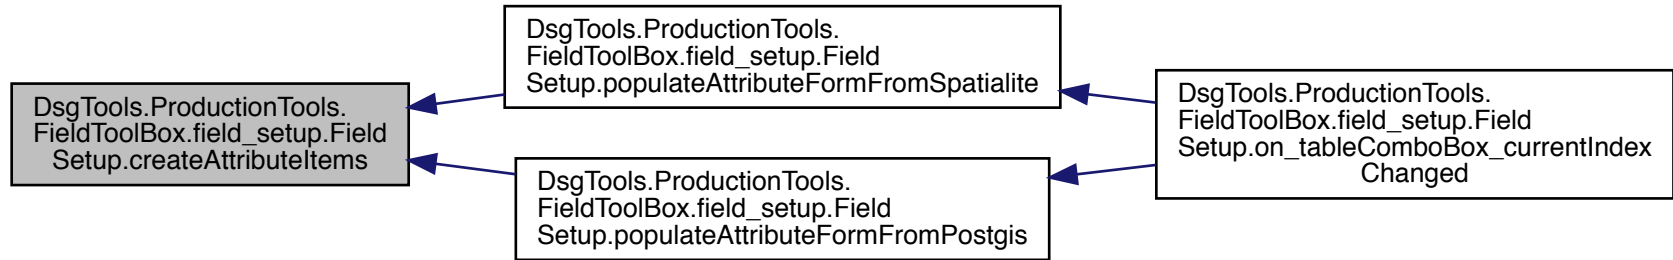 DsgTools.ProductionTools.
FieldToolBox.field_setup.Field
Setup.createAttributeItems
DsgTools.ProductionTools.
FieldToolBox.field_setup.Field
Setup.populateAttributeFormFromSpatialite
DsgTools.ProductionTools.
FieldToolBox.field_setup.Field
Setup.populateAttributeFormFromPostgis
DsgTools.ProductionTools.
FieldToolBox.field_setup.Field
Setup.on_tableComboBox_currentIndex
Changed